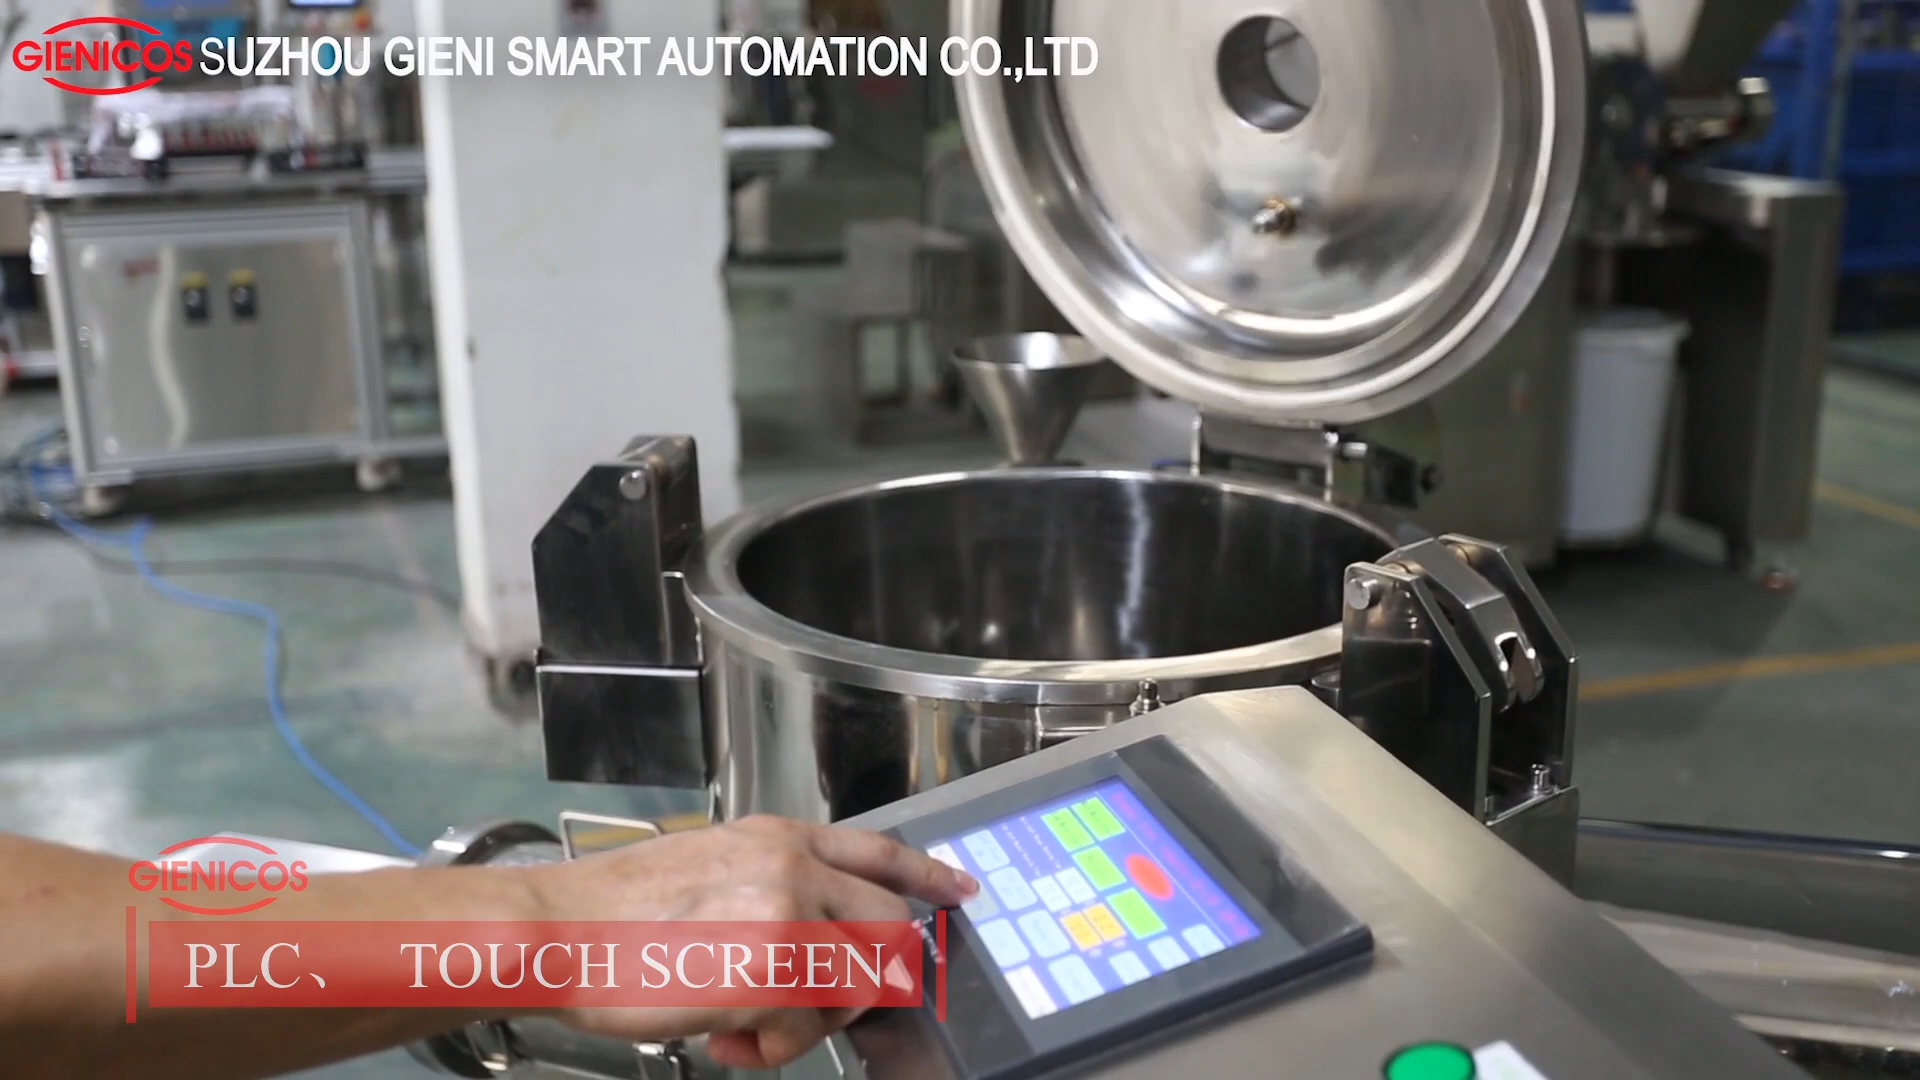 GIENICOS SUZHOU GIENI SMART AUTOMATION CO.,LTD
GIENICOS
PLC、 TOUCH SCREEN